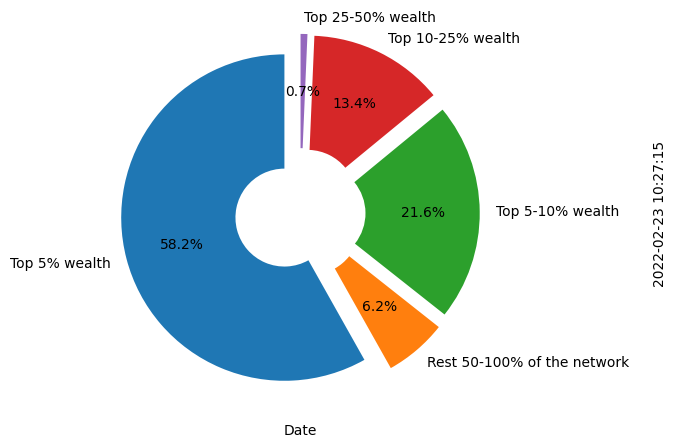 Top 25-50% wealth
Top 10-25% wealth
0.7%
13.4%
21.6%
Top 5-10% wealth
58.2%
Top 5% wealth
6.2%
Rest 50-100% of the network
Date
2022-02-23 10:27:15